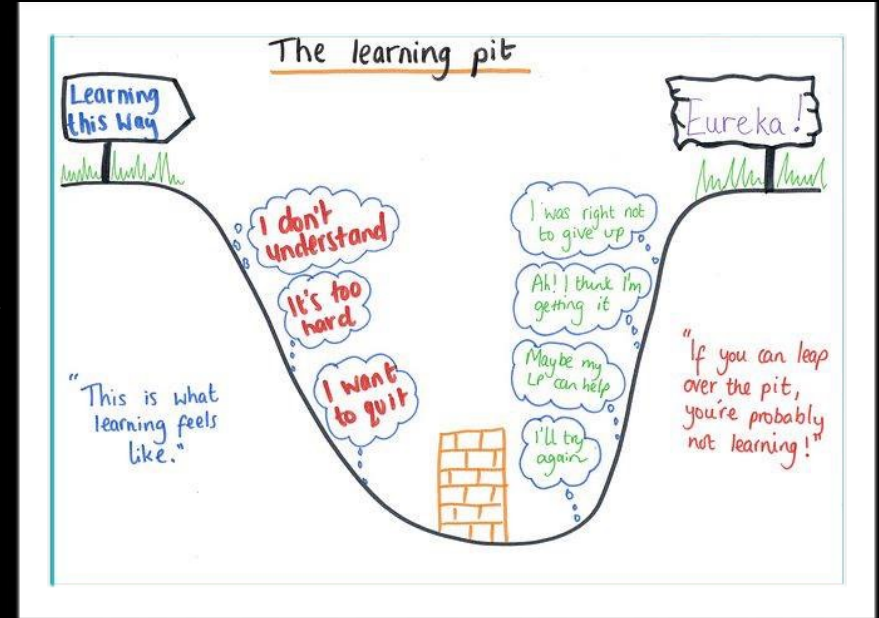 The learning pit
Learning
this Way
Eureka!
I don't
understand
It's too
hard
I want
to quit
I was right not
to give up
Ah! I think I'm
getting it
Maybe my
LP can help
I'll try
again
"This is what
learning feels
like."
"If you can leap
over the pit,
you're probably
not learning!"